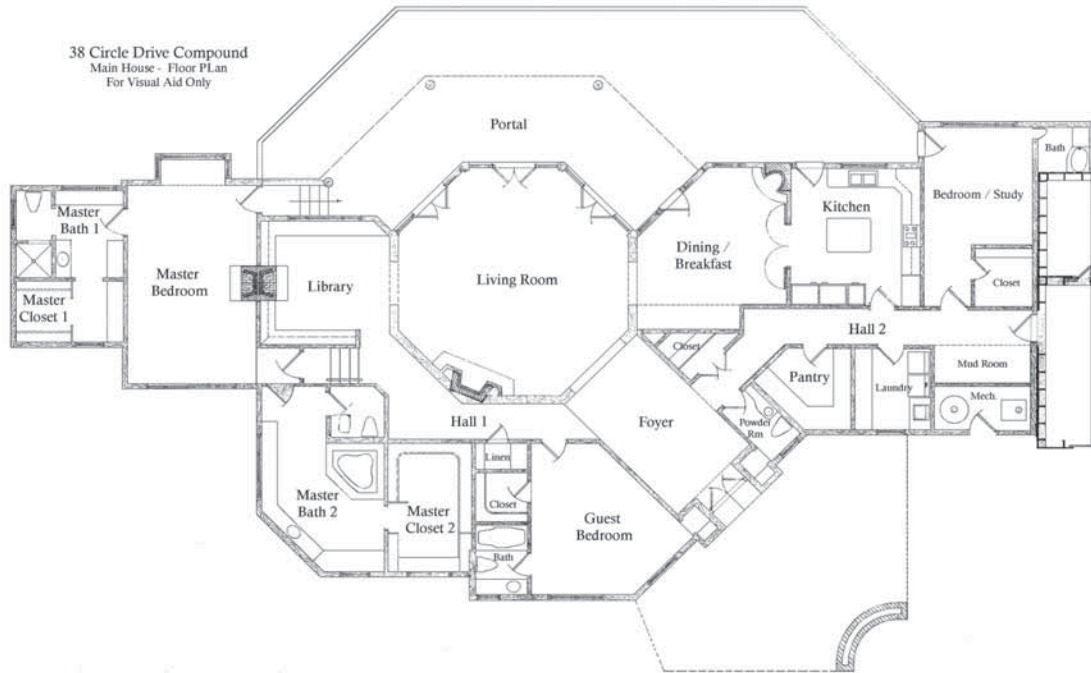 38 Circle Drive Compound
Main House - Floor PLan
For Visual Aid Only
Portal
Bath
Bedroom / Study
Master
Bath 1
Kitchen
Dining /
Breakfast
Master
Bedroom
Library
Living Room
Closet
Master
Closet 1
Hall 2
Closet
Mud Room
Pantry
Laundry
Mech.
Hall 1
Foyer
Powder
Rm
Linen
Master
Bath 2
Closet
Master
Closet 2
Guest
Bedroom
Bath